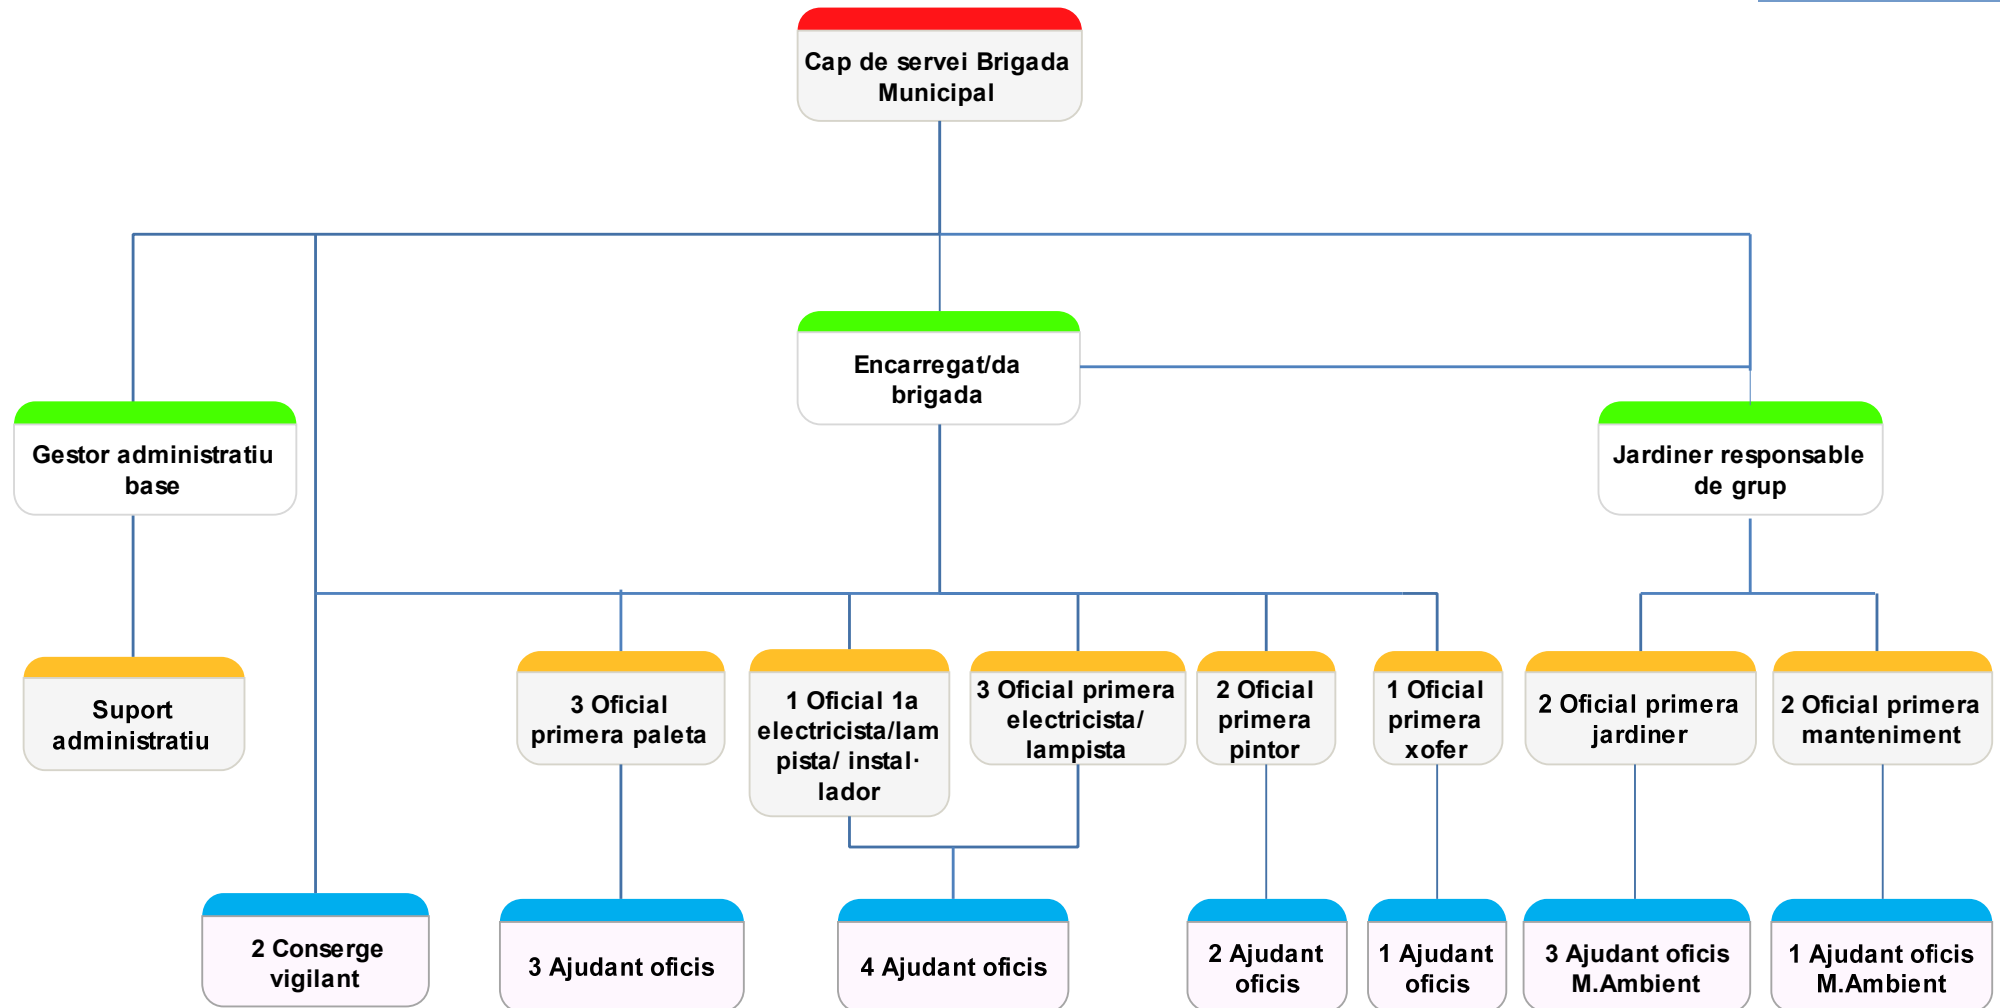 Cap de servei Brigada
Municipal
Encarregat/da
brigada
Gestor administratiu
base
Jardiner responsable
de grup
Suport
administratiu
3 Oficial
primera paleta
1 Oficial 1a
electricista/lam
pista/ instal·
lador
3 Oficial primera
electricista/
lampista
2 Oficial
primera
pintor
1 Oficial
primera
xofer
2 Oficial primera
jardiner
2 Oficial primera
manteniment
2 Conserge
vigilant
3 Ajudant oficis
4 Ajudant oficis
2 Ajudant
oficis
1 Ajudant
oficis
3 Ajudant oficis
M.Ambient
1 Ajudant oficis
M.Ambient